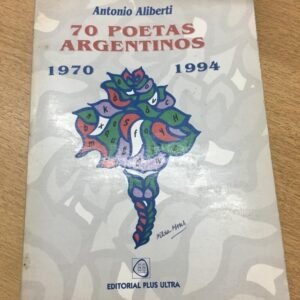 Antonio Aliberti
70 POETAS
ARGENTINOS
1970 1994
EDITORIAL PLUS ULTRA